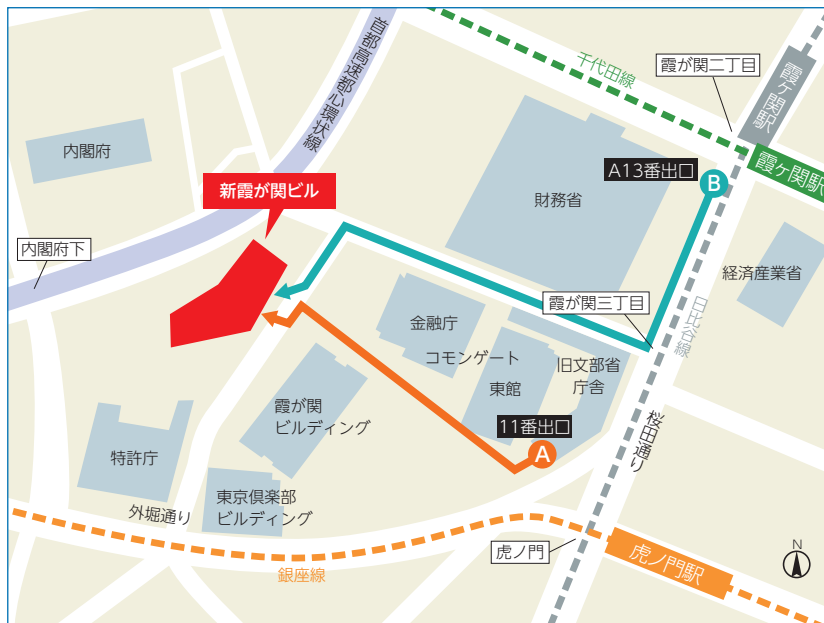 首都高速都心環状線
千代田線
霞が関二丁目
霞ケ関駅
霞ケ関駅
内閣府
新霞が関ビル
A13番出口
B
財務省
内閣府下
経済産業省
霞が関三丁目
日比谷線
金融庁
コモンゲート
東館
旧文部省
庁舎
霞が関
ビルディング
11番出口
A
桜田通り
特許庁
東京倶楽部
ビルディング
外堀通り
銀座線
虎ノ門
虎ノ門駅
N